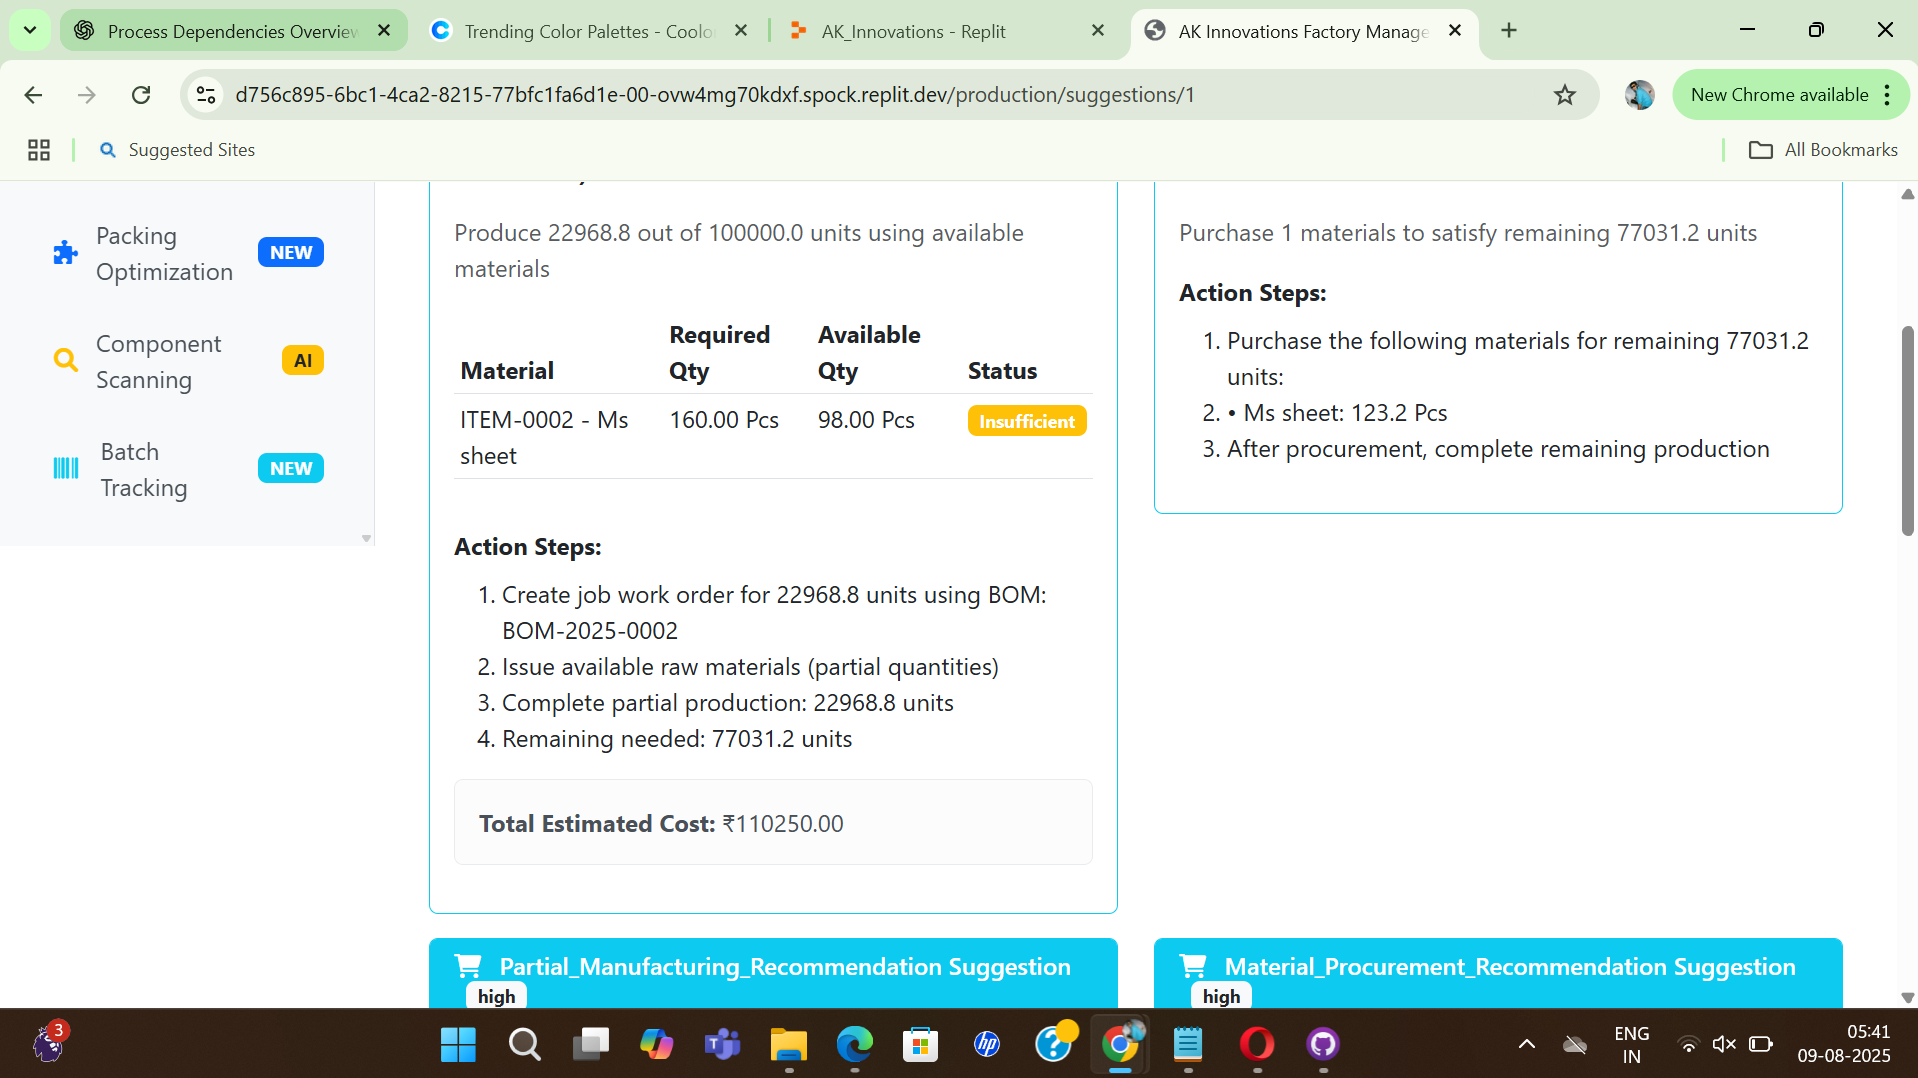 Process Dependencies Overview
Trending Color Palettes - Coolo
AK_Innovations - Replit
AK Innovations Factory Manage
d756c895-6bc1-4ca2-8215-77bfc1fa6d1e-00-ovw4mg70kdxf.spock.replit.dev/production/suggestions/1
New Chrome available
Suggested Sites
All Bookmarks
Packing
Optimization
NEW
Component
Scanning
AI
Batch
Tracking
NEW
Produce 22968.8 out of 100000.0 units using available
materials
Required
Available
Material
Qty
Qty
Status
ITEM-0002 - Ms
160.00 Pcs
98.00 Pcs
Insufficient
sheet
Action Steps:
1. Create job work order for 22968.8 units using BOM:
BOM-2025-0002
2. Issue available raw materials (partial quantities)
3. Complete partial production: 22968.8 units
4. Remaining needed: 77031.2 units
Total Estimated Cost: ₹110250.00
Purchase 1 materials to satisfy remaining 77031.2 units
Action Steps:
1. Purchase the following materials for remaining 77031.2
units:
2. • Ms sheet: 123.2 Pcs
3. After procurement, complete remaining production
Partial_Manufacturing_Recommendation Suggestion
high
Material_Procurement_Recommendation Suggestion
high
3
ENG
IN
05:41
09-08-2025